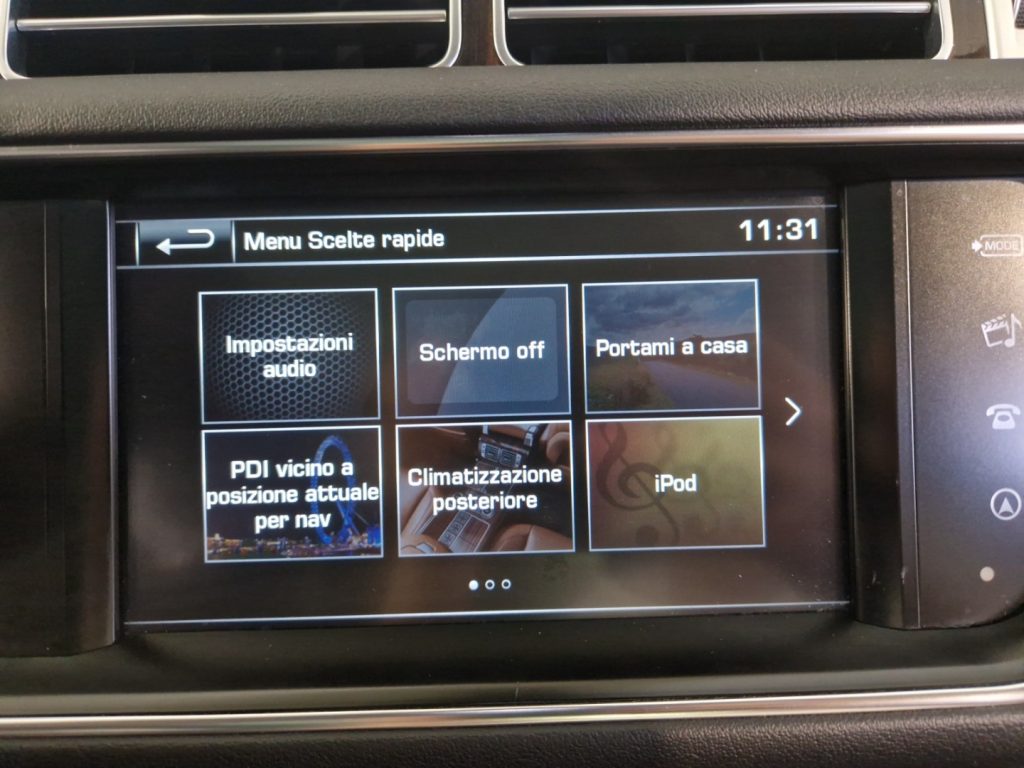 Menu Scelte rapide
11:31
MODE
Impostazioni
audio
Schermo off
Portami a casa
PDI vicino a
posizione attuale
per nav
Climatizzazione
posteriore
iPod